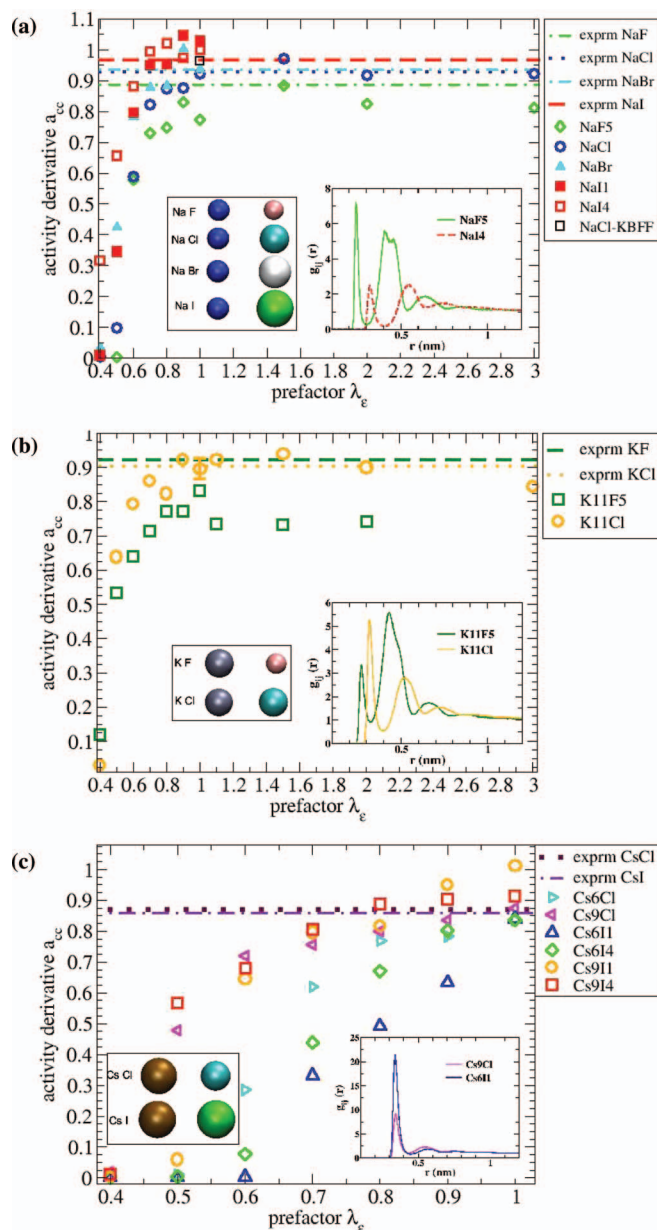 (a)
activity derivative a_cc
1.1
1
0.9
0.8
0.7
0.6
0.5
0.4
0.3
0.2
0.1
0
0.4 0.6 0.8 1 1.2 1.4 1.6 1.8 2 2.2 2.4 2.6 2.8 3
prefactor λ_ε
exprm NaF
exprm NaCl
exprm NaBr
exprm NaI
NaF5
NaCl
NaBr
NaI1
NaI4
NaCl-KBFF
Na F
Na Cl
Na Br
Na I
g_ij (r)
8
6
4
2
0
0.5 1
r (nm)
NaF5
NaI4
(b)
activity derivative a_cc
1
0.9
0.8
0.7
0.6
0.5
0.4
0.3
0.2
0.1
0
0.4 0.6 0.8 1 1.2 1.4 1.6 1.8 2 2.2 2.4 2.6 2.8 3
prefactor λ_ε
exprm KF
exprm KCl
K11F5
K11Cl
K F
K Cl
g_ij (r)
6
5
4
3
2
1
0
0.5 1
r (nm)
K11F5
K11Cl
(c)
activity derivative a_cc
1
0.9
0.8
0.7
0.6
0.5
0.4
0.3
0.2
0.1
0
0.4 0.5 0.6 0.7 0.8 0.9 1
prefactor λ_ε
exprm CsCl
exprm CsI
Cs6Cl
Cs9Cl
Cs6I1
Cs6I4
Cs9I1
Cs9I4
Cs Cl
Cs I
g_ij (r)
25
20
15
10
5
0
0.5 1
r (nm)
Cs9Cl
Cs6I1